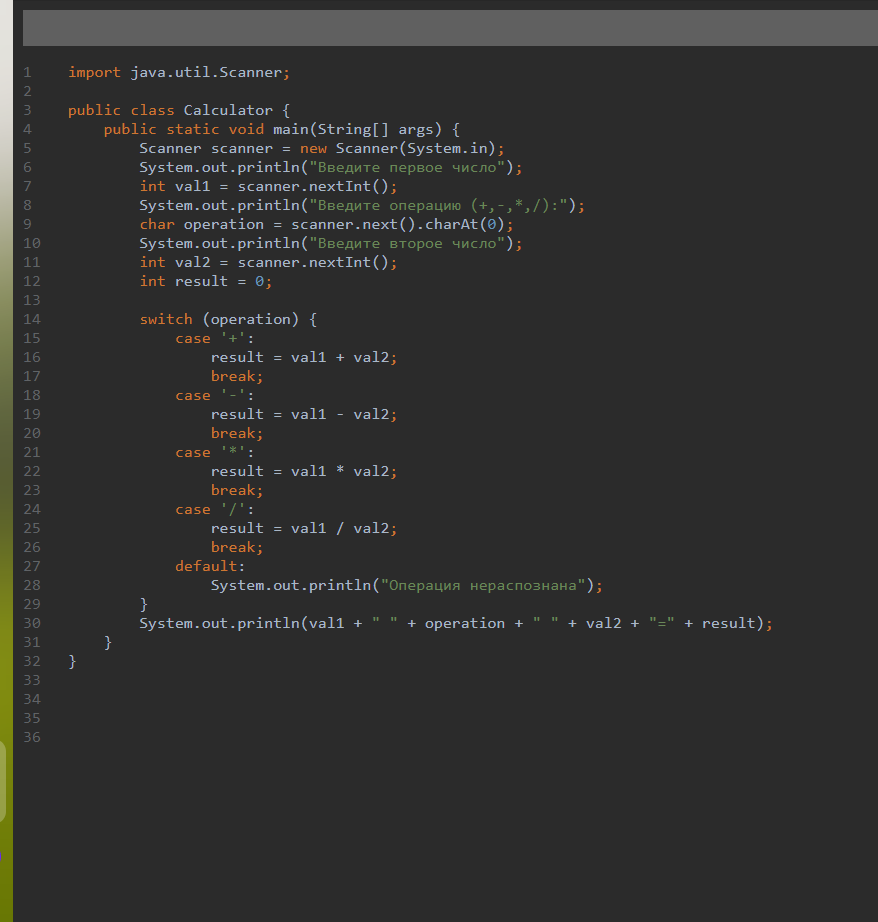 1 import java.util.Scanner;
2
3 public class Calculator {
4     public static void main(String[] args) {
5         Scanner scanner = new Scanner(System.in);
6         System.out.println("Введите первое число");
7         int val1 = scanner.nextInt();
8         System.out.println("Введите операцию (+,-,*,/):");
9         char operation = scanner.next().charAt(0);
10         System.out.println("Введите второе число");
11         int val2 = scanner.nextInt();
12         int result = 0;
13
14         switch (operation) {
15             case '+':
16                 result = val1 + val2;
17                 break;
18             case '-':
19                 result = val1 - val2;
20                 break;
21             case '*':
22                 result = val1 * val2;
23                 break;
24             case '/':
25                 result = val1 / val2;
26                 break;
27             default:
28                 System.out.println("Операция нераспознана");
29         }
30         System.out.println(val1 + " " + operation + " " + val2 + "=" + result);
31     }
32 }
33
34
35
36